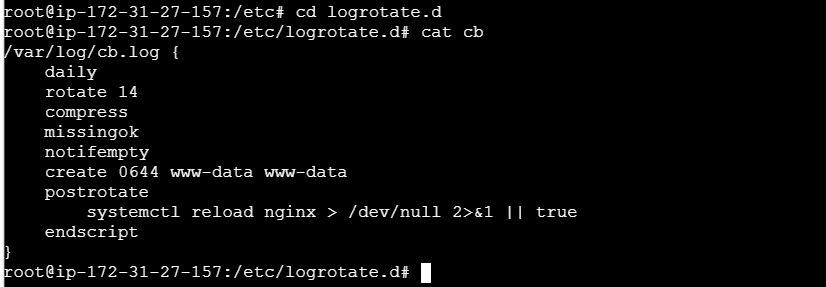 root@ip-172-31-27-157:/etc# cd logrotate.d
root@ip-172-31-27-157:/etc/logrotate.d# cat cb
/var/log/cb.log {
    daily
    rotate 14
    compress
    missingok
    notifempty
    create 0644 www-data www-data
    postrotate
        systemctl reload nginx > /dev/null 2>&1 || true
    endscript
}
root@ip-172-31-27-157:/etc/logrotate.d#